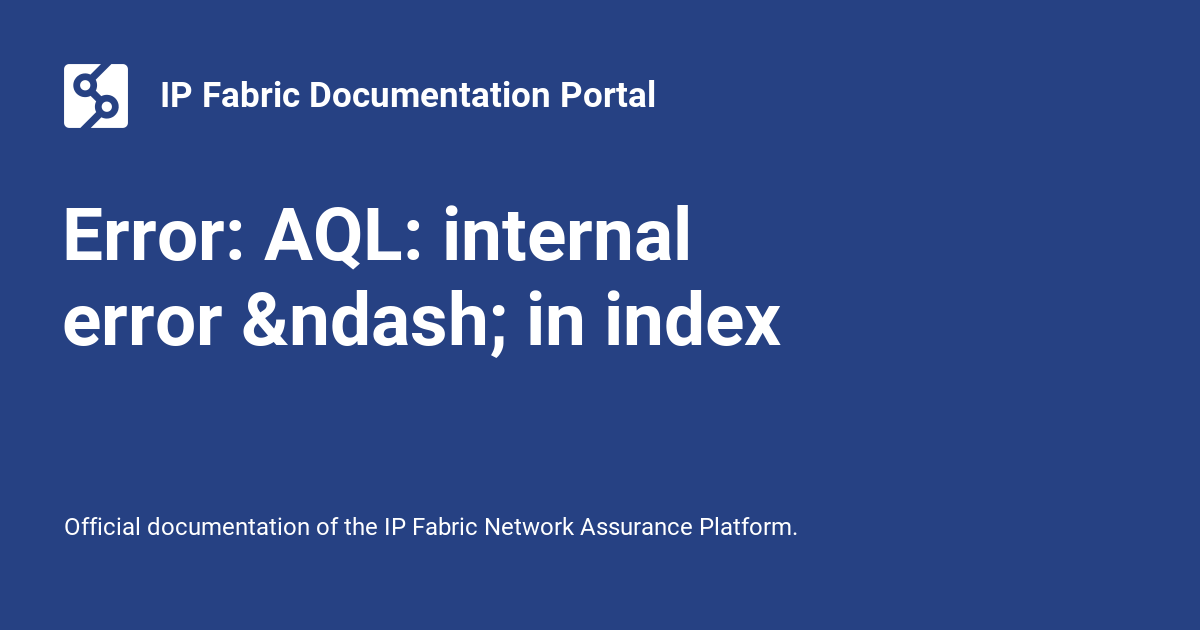 IP Fabric Documentation Portal
Error: AQL: internal
error &ndash; in index
Official documentation of the IP Fabric Network Assurance Platform.